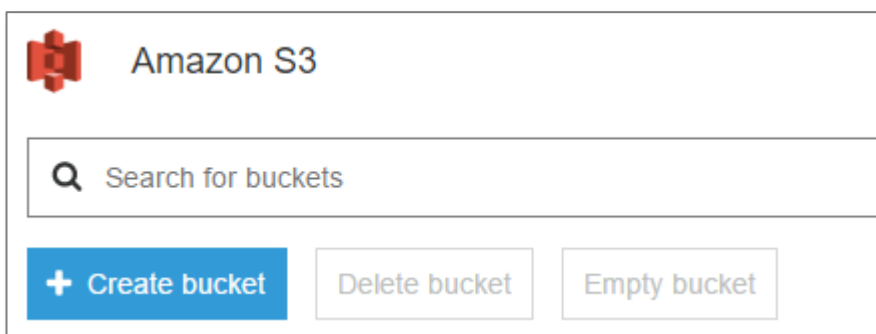 Amazon S3
Search for buckets
Create bucket Delete bucket Empty bucket